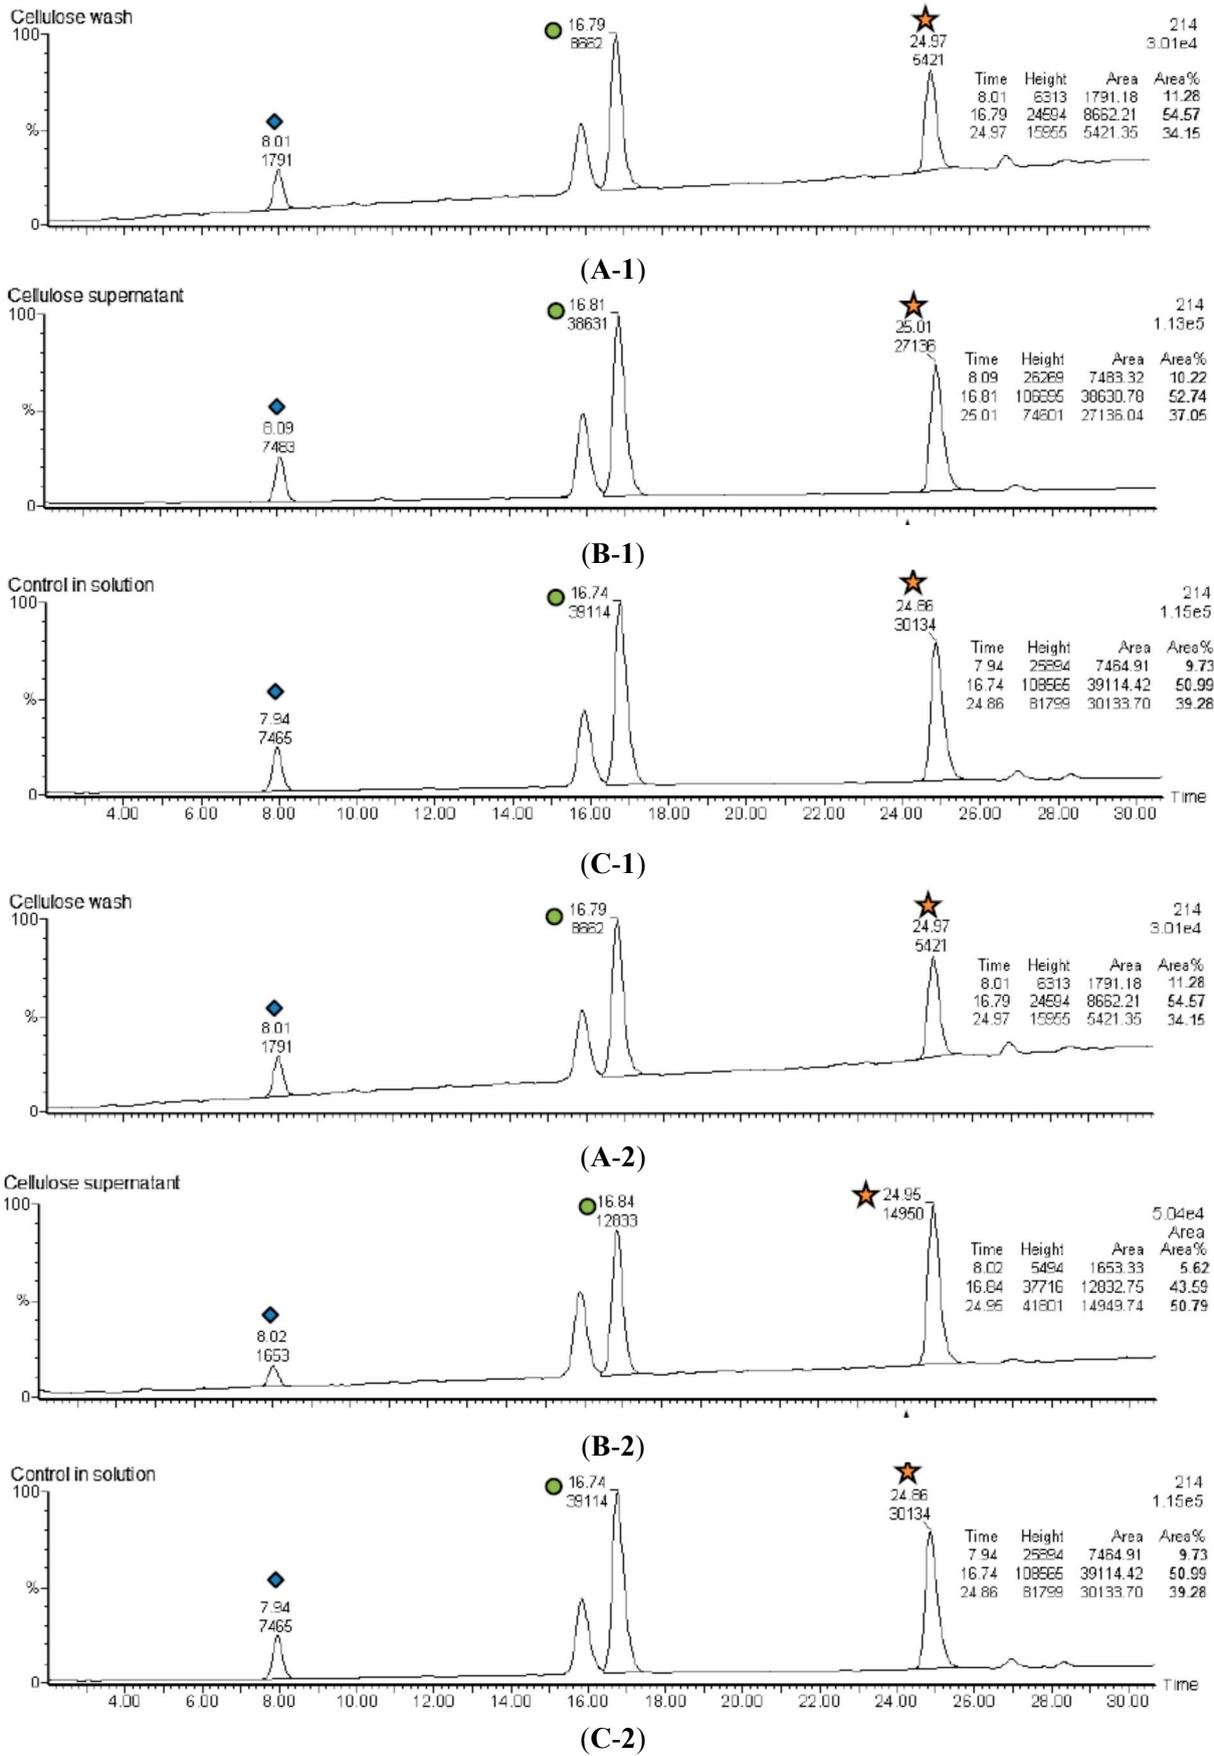 Cellulose wash
100
%
0
8.01
1791
16.79
8662
24.97
5421
214
3.01e4
Time Height Area Area%
8.01 6313 1791.18 11.28
16.79 24594 8662.21 54.57
24.97 15955 5421.35 34.15
(A-1)
Cellulose supernatant
100
%
0
8.09
7483
16.81
38631
25.01
27136
214
1.13e5
Time Height Area Area%
8.09 26269 7483.32 10.22
16.81 106695 38630.78 52.74
25.01 74801 27136.04 37.05
(B-1)
Control in solution
100
%
0
7.94
7465
16.74
39114
24.86
30134
214
1.15e5
Time Height Area Area%
7.94 25894 7464.91 9.73
16.74 108565 39114.42 50.99
24.86 81799 30133.70 39.28
4.00 6.00 8.00 10.00 12.00 14.00 16.00 18.00 20.00 22.00 24.00 26.00 28.00 30.00 Time
(C-1)
Cellulose wash
100
%
0
8.01
1791
16.79
8662
24.97
5421
214
3.01e4
Time Height Area Area%
8.01 6313 1791.18 11.28
16.79 24594 8662.21 54.57
24.97 15955 5421.35 34.15
(A-2)
Cellulose supernatant
100
%
0
8.02
1653
16.84
12833
24.95
14950
5.04e4
Area
Time Height Area Area%
8.02 5494 1653.33 5.62
16.84 37716 12832.75 43.59
24.95 41801 14949.74 50.79
(B-2)
Control in solution
100
%
0
7.94
7465
16.74
39114
24.86
30134
214
1.15e5
Time Height Area Area%
7.94 25894 7464.91 9.73
16.74 108565 39114.42 50.99
24.86 81799 30133.70 39.28
4.00 6.00 8.00 10.00 12.00 14.00 16.00 18.00 20.00 22.00 24.00 26.00 28.00 30.00 Time
(C-2)